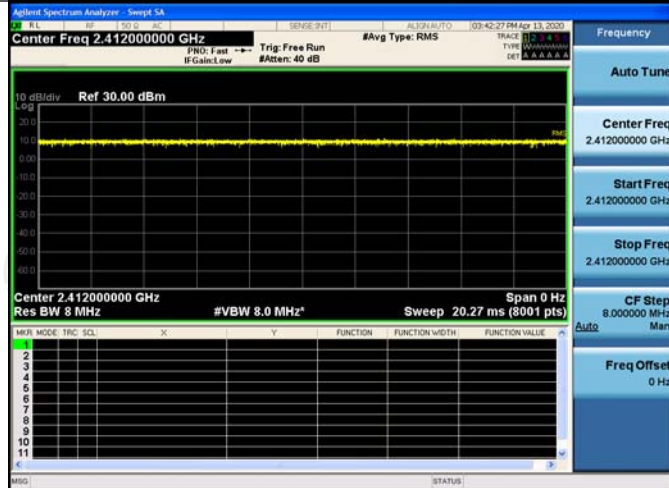 Agilent Spectrum Analyzer - Swept SA
RL RF 50 Ω AC SENSE:INT ALIGNAUTO 03:42:27 PM Apr 13, 2020
Center Freq 2.412000000 GHz #Avg Type: RMS TRACE 1 2 3 4 5 6
PNO: Fast Trig: Free Run TYPE
IFGain:Low #Atten: 40 dB DET A A A A A A
10 dB/div Ref 30.00 dBm
Log
20.0
10.0
0.00
-10.0
-20.0
-30.0
-40.0
-50.0
-60.0
RMS
Center 2.412000000 GHz Span 0 Hz
Res BW 8 MHz #VBW 8.0 MHz* Sweep 20.27 ms (8001 pts)
MKR MODE TRC SCL X Y FUNCTION FUNCTION WIDTH FUNCTION VALUE
1
2
3
4
5
6
7
8
9
10
11
MSG STATUS
Frequency
Auto Tune
Center Freq
2.412000000 GHz
Start Freq
2.412000000 GHz
Stop Freq
2.412000000 GHz
CF Step
8.000000 MHz
Auto Man
Freq Offset
0 Hz